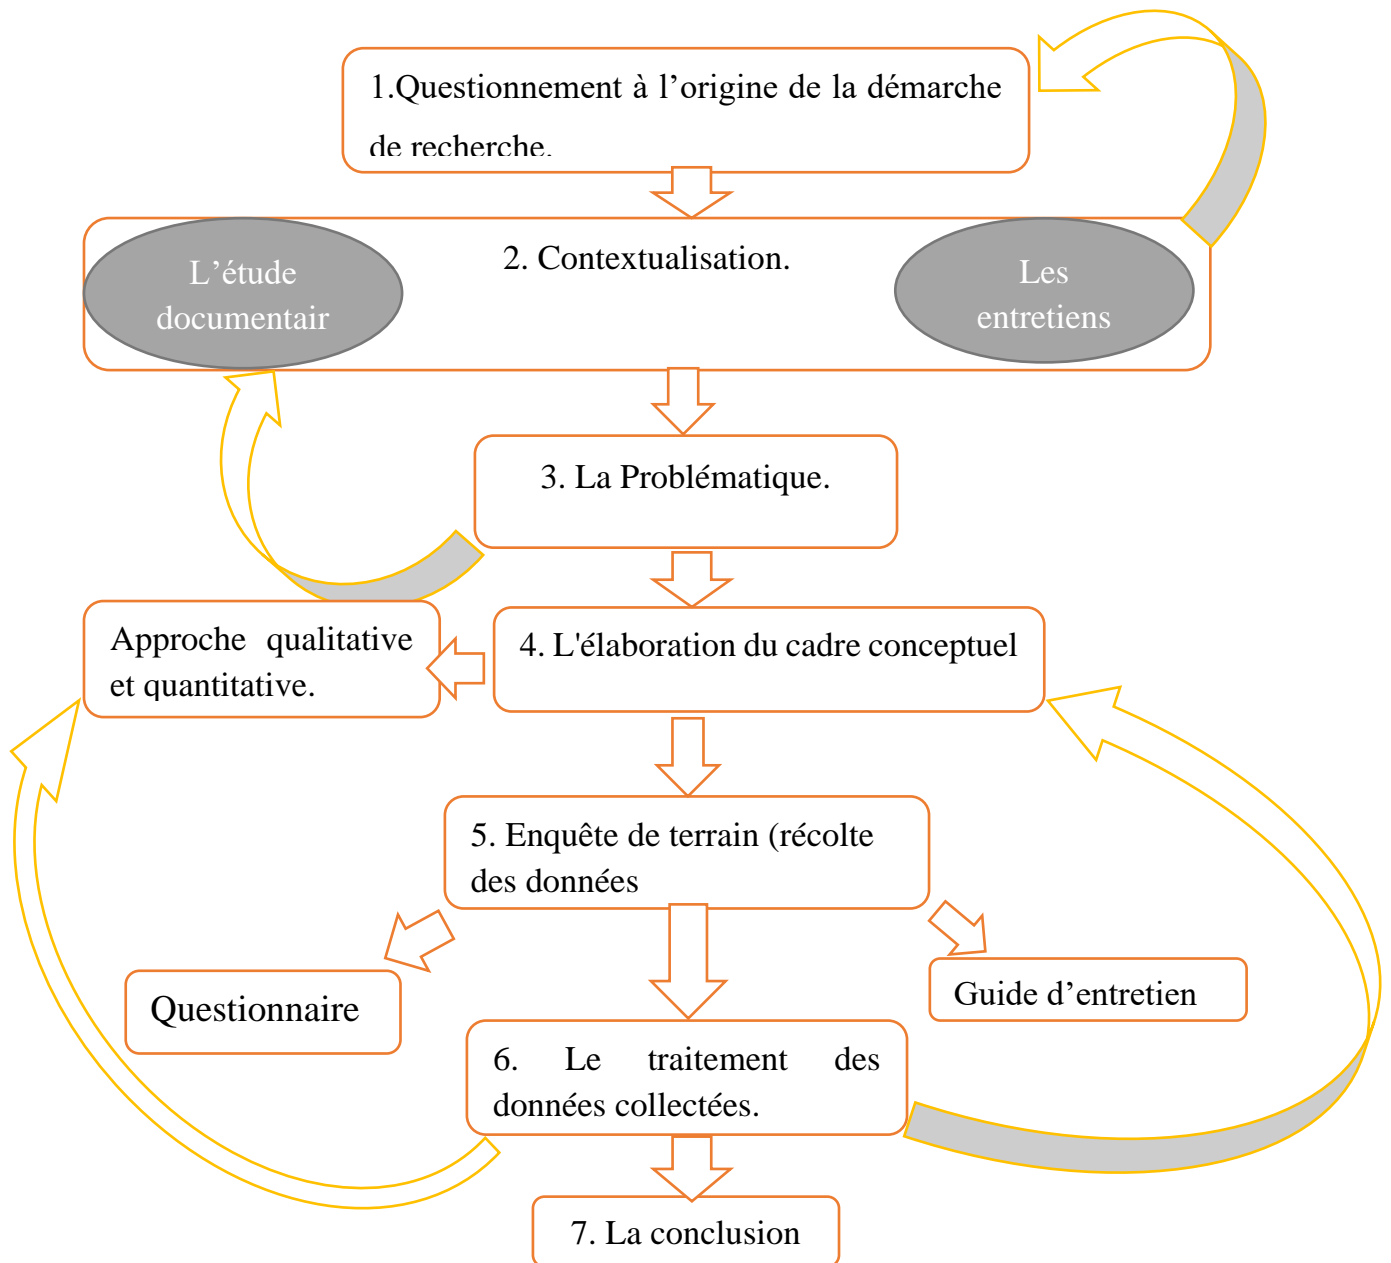 1.Questionnement à l’origine de la démarche
de recherche.
L’étude
documentair
2. Contextualisation.
Les
entretiens
3. La Problématique.
Approche qualitative
et quantitative.
4. L'élaboration du cadre conceptuel
5. Enquête de terrain (récolte
des données
Questionnaire
Guide d’entretien
6. Le traitement des
données collectées.
7. La conclusion